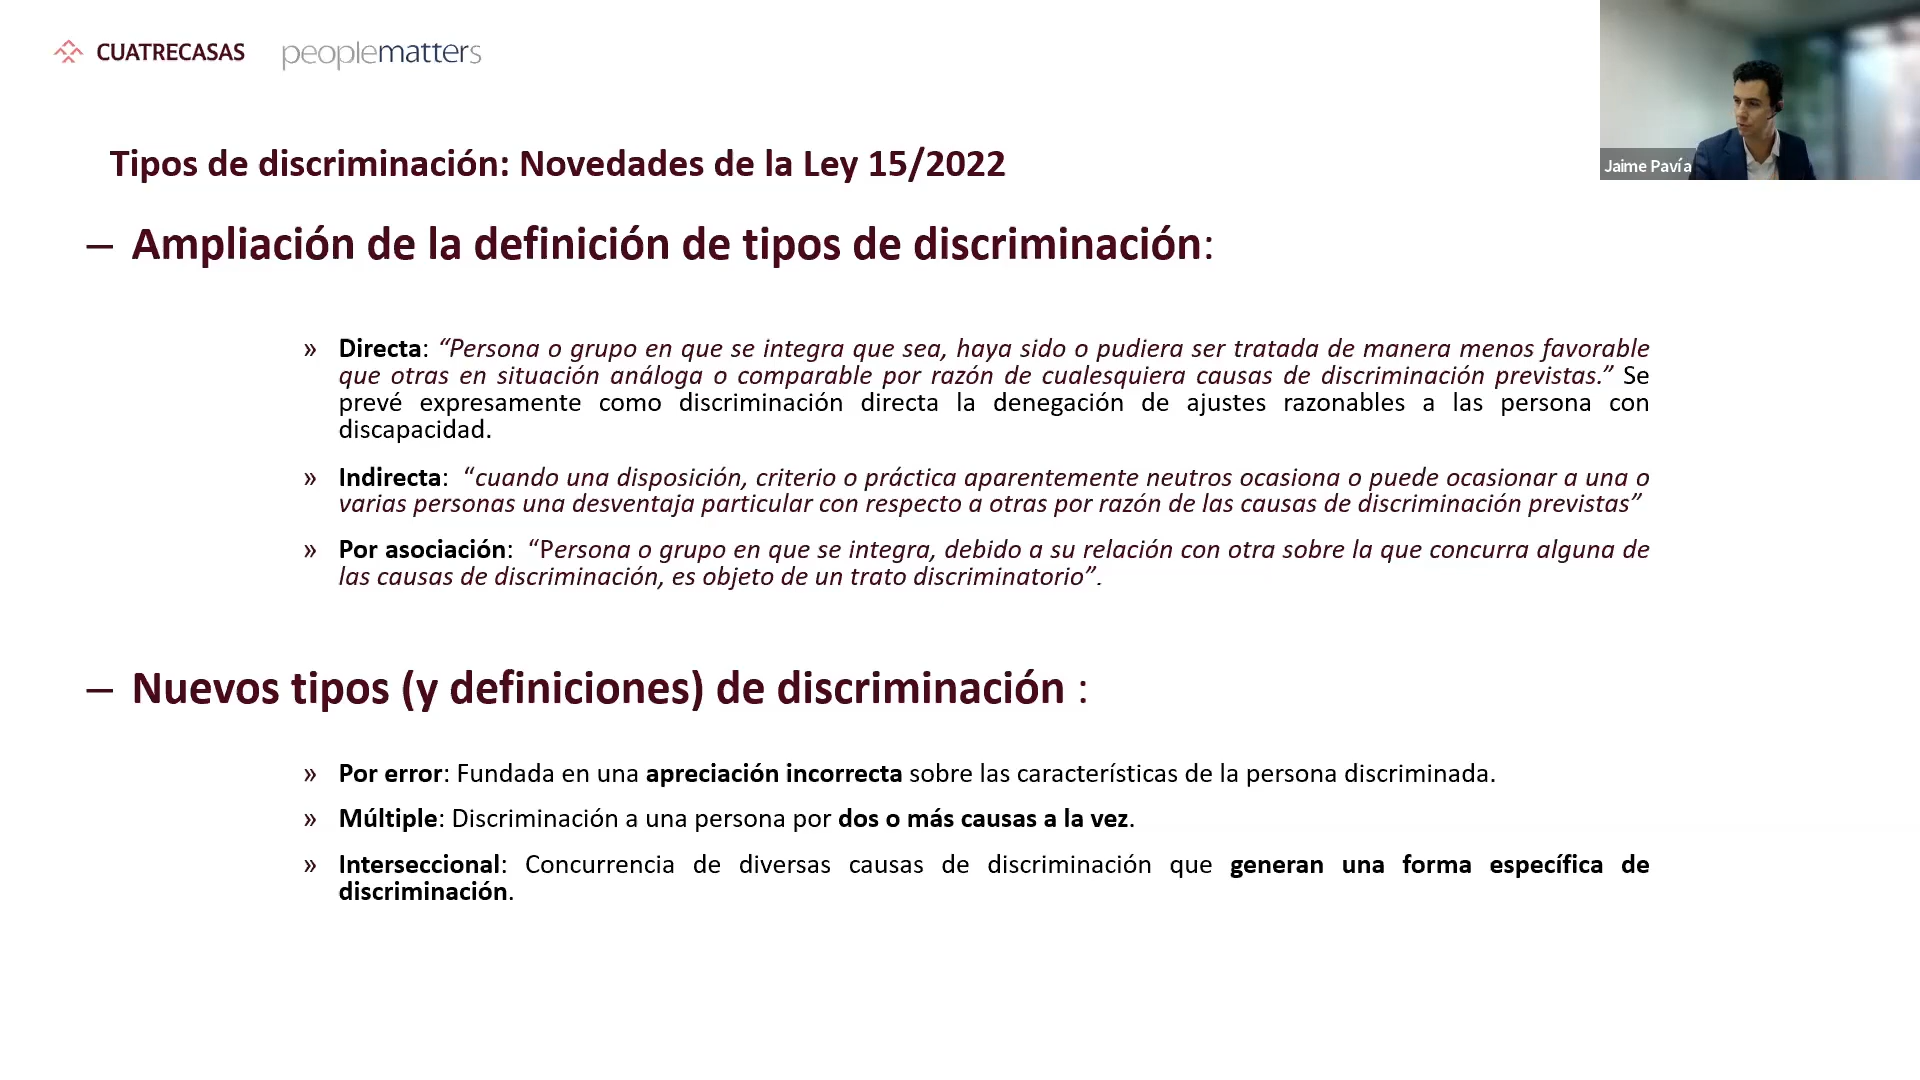 CUATRECASAS
peoplematters
Jaime Pavía
Tipos de discriminación: Novedades de la Ley 15/2022
– Ampliación de la definición de tipos de discriminación:
» Directa: “Persona o grupo en que se integra que sea, haya sido o pudiera ser tratada de manera menos favorable
que otras en situación análoga o comparable por razón de cualesquiera causas de discriminación previstas.” Se
prevé expresamente como discriminación directa la denegación de ajustes razonables a las persona con
discapacidad.
» Indirecta: “cuando una disposición, criterio o práctica aparentemente neutros ocasiona o puede ocasionar a una o
varias personas una desventaja particular con respecto a otras por razón de las causas de discriminación previstas”
» Por asociación: “Persona o grupo en que se integra, debido a su relación con otra sobre la que concurra alguna de
las causas de discriminación, es objeto de un trato discriminatorio”.
– Nuevos tipos (y definiciones) de discriminación :
» Por error: Fundada en una apreciación incorrecta sobre las características de la persona discriminada.
» Múltiple: Discriminación a una persona por dos o más causas a la vez.
» Interseccional: Concurrencia de diversas causas de discriminación que generan una forma específica de
discriminación.